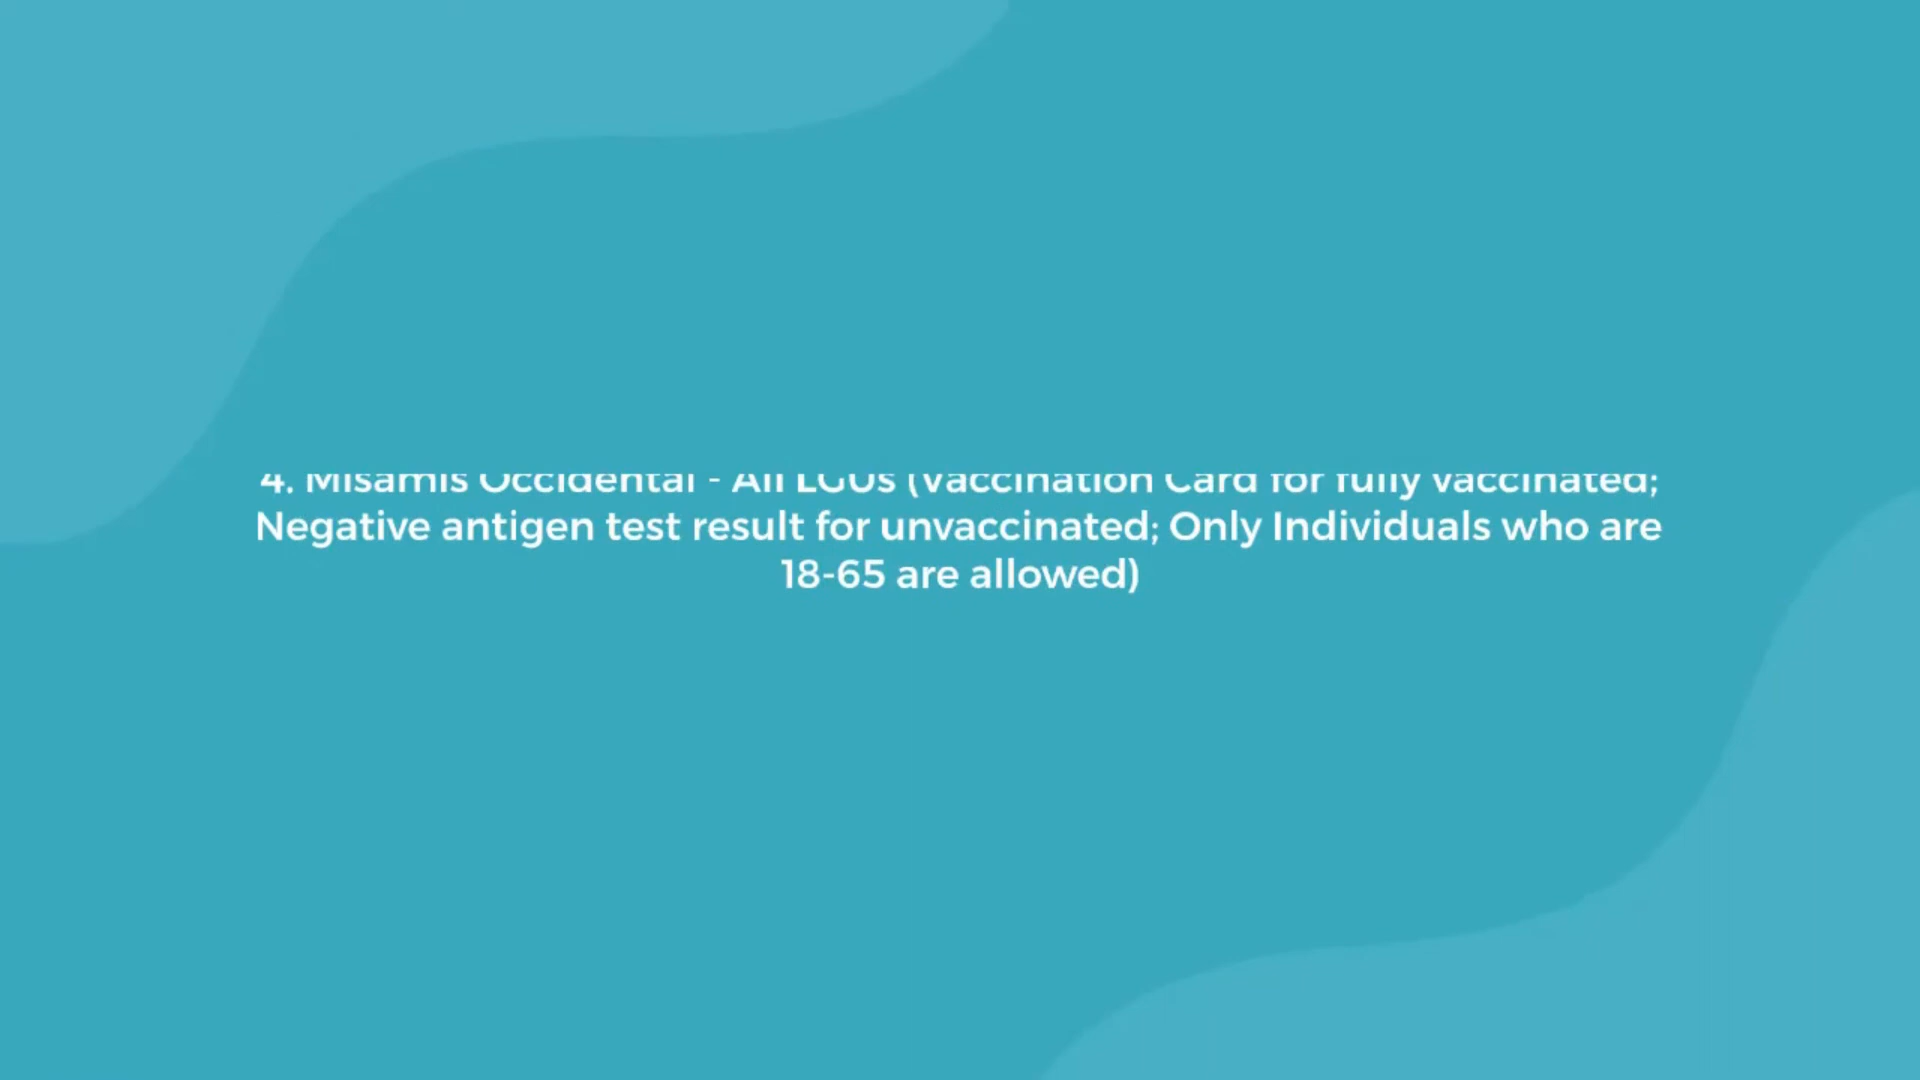 4. Misamis Occidental - All LGUs (Vaccination Card for fully vaccinated;
Negative antigen test result for unvaccinated; Only Individuals who are
18-65 are allowed)